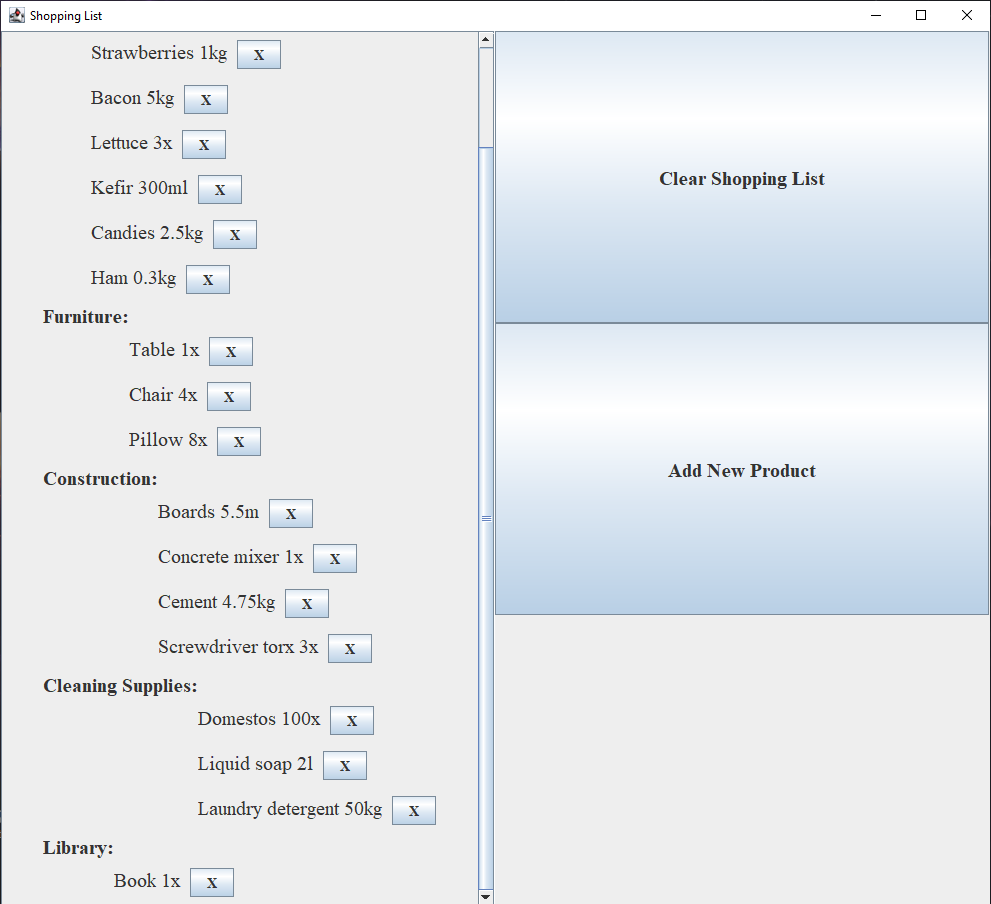 Shopping List
Strawberries 1kg X
Bacon 5kg X
Lettuce 3x X
Kefir 300ml X
Candies 2.5kg X
Ham 0.3kg X
Furniture:
Table 1x X
Chair 4x X
Pillow 8x X
Construction:
Boards 5.5m X
Concrete mixer 1x X
Cement 4.75kg X
Screwdriver torx 3x X
Cleaning Supplies:
Domestos 100x X
Liquid soap 2l X
Laundry detergent 50kg X
Library:
Book 1x X
Clear Shopping List
Add New Product